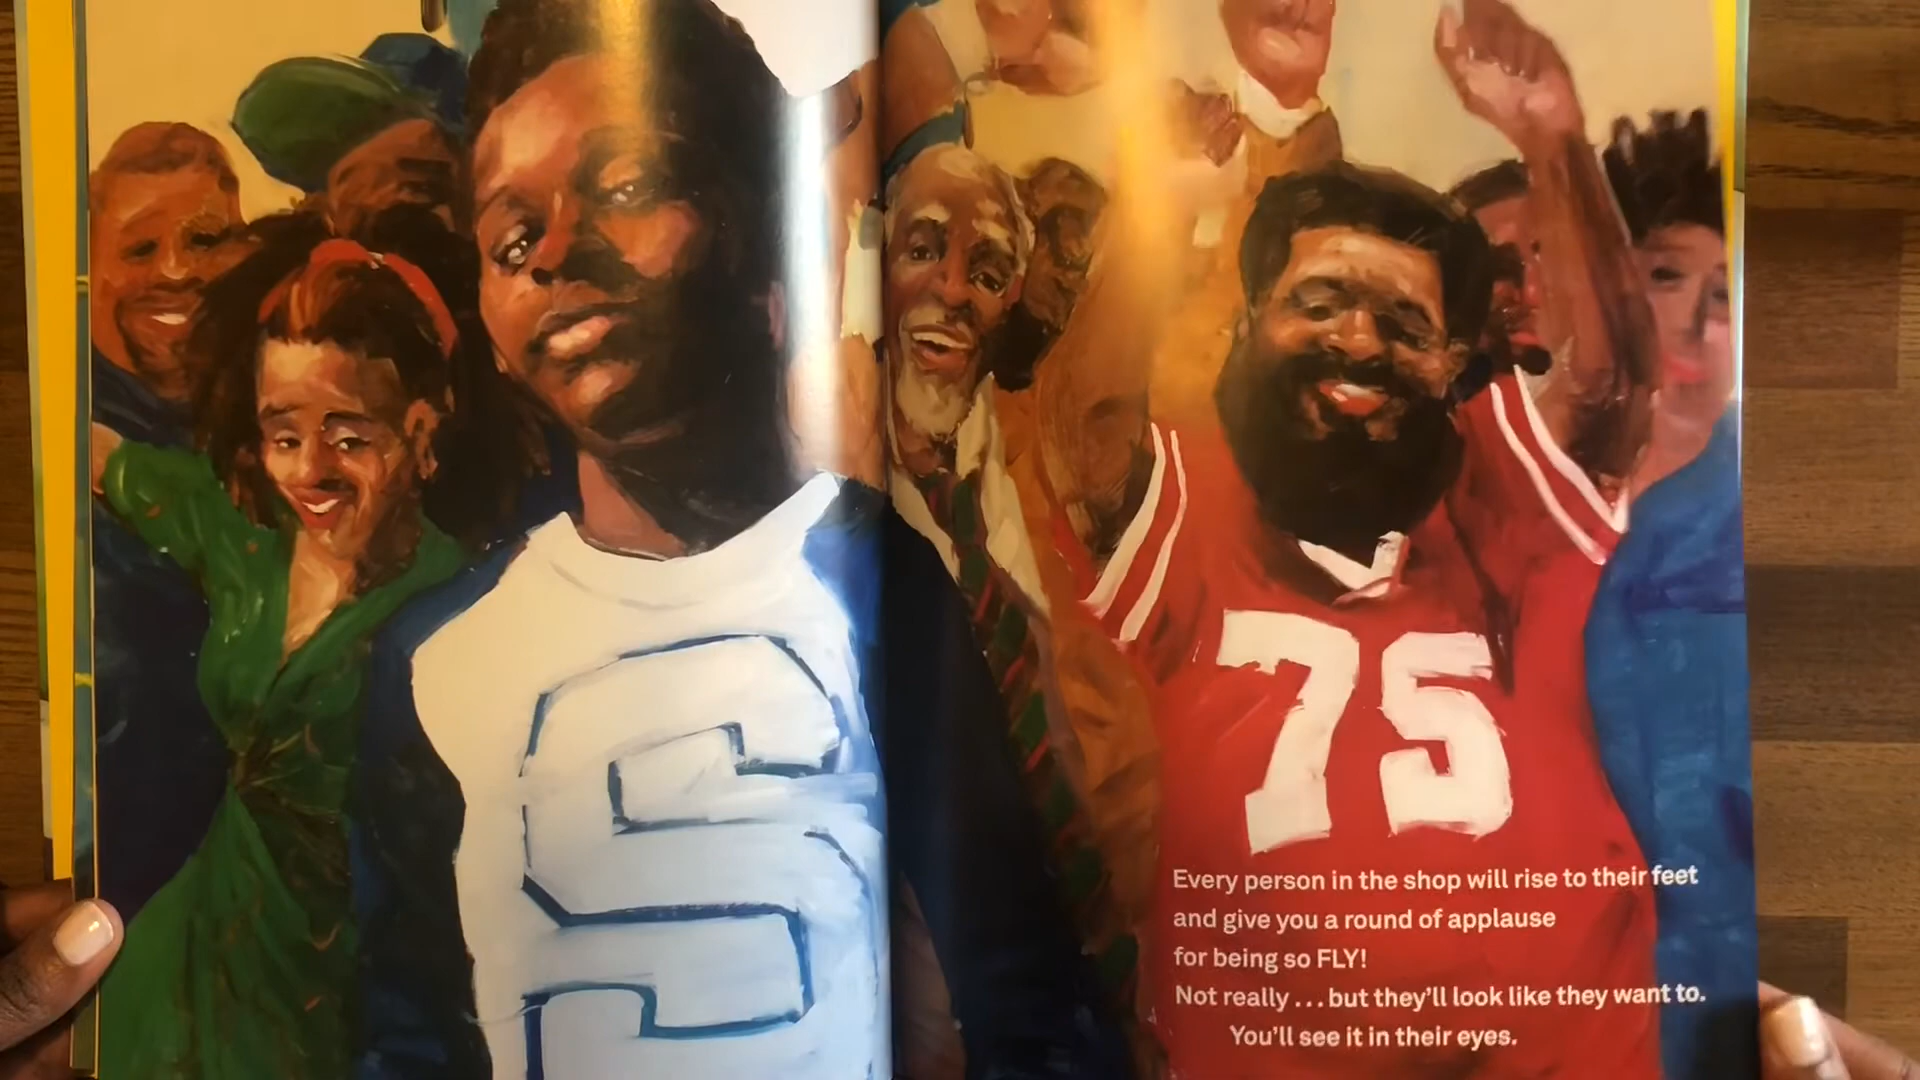 S
75
Every person in the shop will rise to their feet
and give you a round of applause
for being so FLY!
Not really . . . but they'll look like they want to.
You'll see it in their eyes.